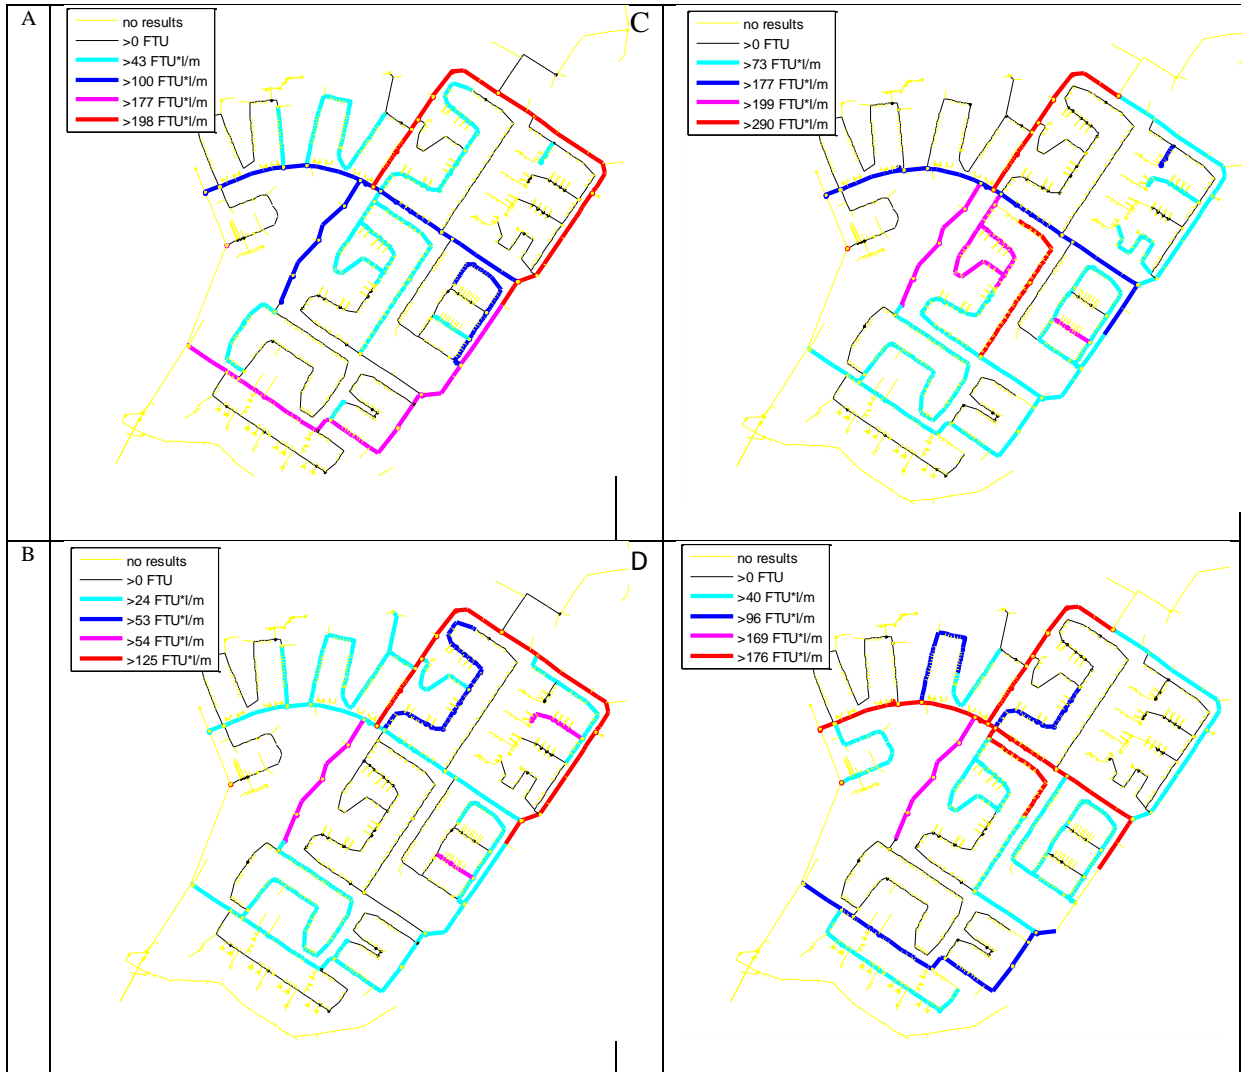 A
no results
>0 FTU
>43 FTU*l/m
>100 FTU*l/m
>177 FTU*l/m
>198 FTU*l/m
C
no results
>0 FTU
>73 FTU*l/m
>177 FTU*l/m
>199 FTU*l/m
>290 FTU*l/m
B
no results
>0 FTU
>24 FTU*l/m
>53 FTU*l/m
>54 FTU*l/m
>125 FTU*l/m
D
no results
>0 FTU
>40 FTU*l/m
>96 FTU*l/m
>169 FTU*l/m
>176 FTU*l/m